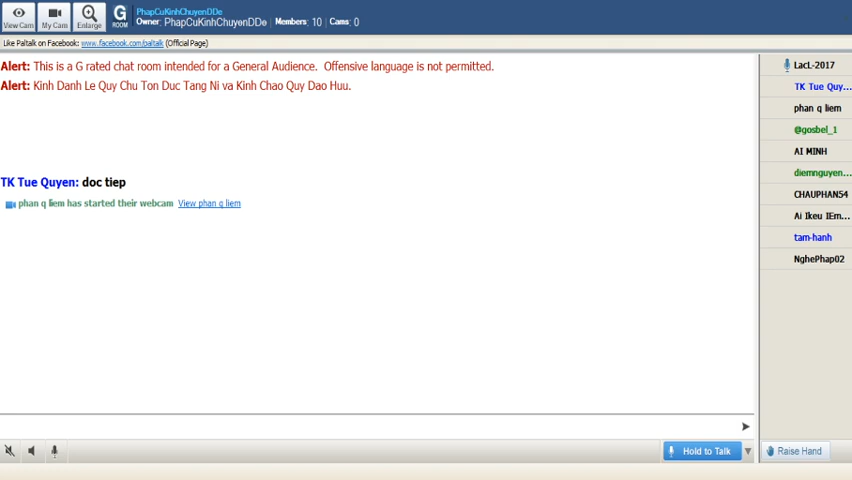 PhapCuKinhChuyenDDe
Owner: PhapCuKinhChuyenDDe Members: 10 Cams: 0
View Cam My Cam Enlarge G ROOM
Like Paltalk on Facebook: www.facebook.com/paltalk (Official Page)
Alert: This is a G rated chat room intended for a General Audience. Offensive language is not permitted.
Alert: Kinh Danh Le Quy Chu Ton Duc Tang Ni va Kinh Chao Quy Dao Huu.
TK Tue Quyen: doc tiep
phan q liem has started their webcam View phan q liem
LacL-2017
TK Tue Quy...
phan q liem
@gosbel_1
AI MINH
diemnguyen...
CHAUPHAN54
Ai Ikeu IEm...
tam-hanh
NghePhap02
Hold to Talk
Raise Hand